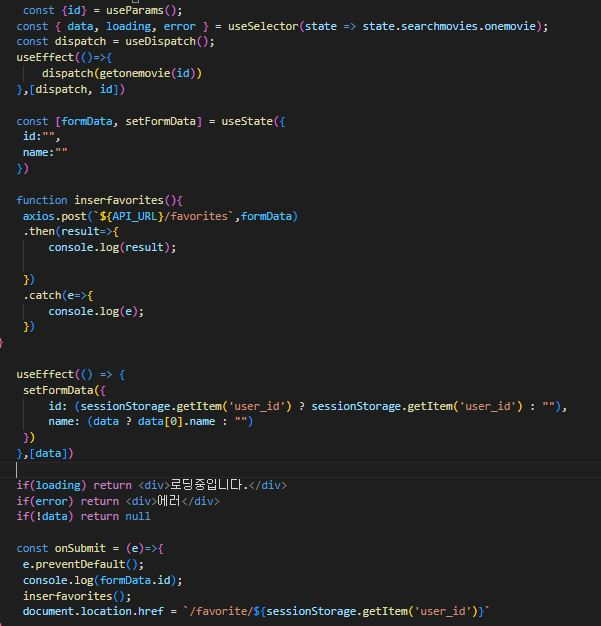 const {id} = useParams();
const { data, loading, error } = useSelector(state => state.searchmovies.onemovie);
const dispatch = useDispatch();
useEffect(()=>{
dispatch(getonemovie(id))
},[dispatch, id])
const [formData, setFormData] = useState({
id:"",
name:""
})
function inserfavorites(){
axios.post(`${API_URL}/favorites`,formData)
.then(result=>{
console.log(result);
})
.catch(e=>{
console.log(e);
})
}
useEffect(() => {
setFormData({
id: (sessionStorage.getItem('user_id') ? sessionStorage.getItem('user_id') : ""),
name: (data ? data[0].name : "")
})
},[data])
if(loading) return <div>로딩중입니다.</div>
if(error) return <div>에러</div>
if(!data) return null
const onSubmit = (e)=>{
e.preventDefault();
console.log(formData.id);
inserfavorites();
document.location.href = `/favorite/${sessionStorage.getItem('user_id')}`